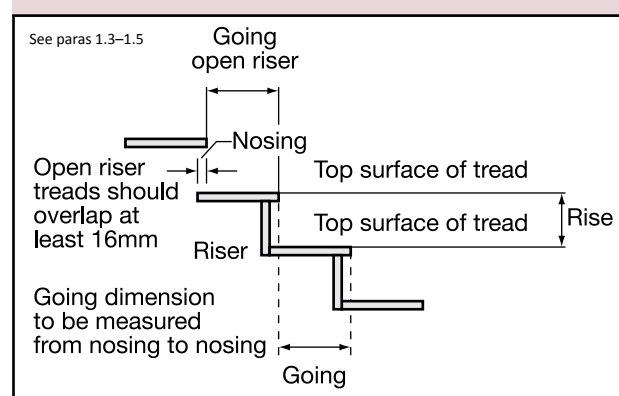 See paras 1.3–1.5
Going
open riser
Nosing
Open riser
treads should
overlap at
least 16mm
Top surface of tread
Top surface of tread
Rise
Riser
Going dimension
to be measured
from nosing to nosing
Going